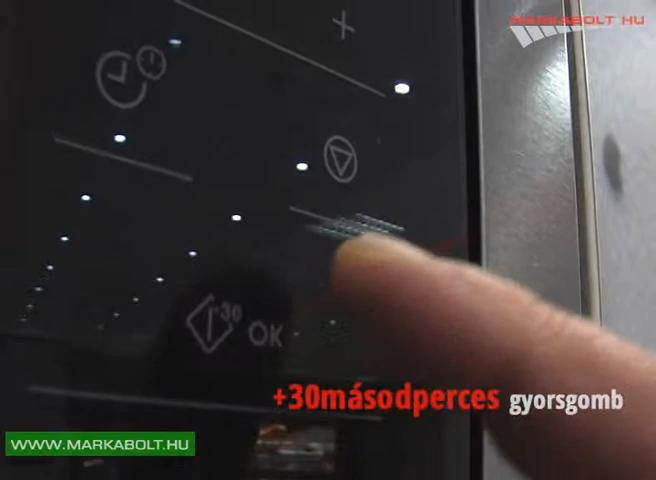 MARKABOLT HU
+
+30
OK
+30másodperces gyorsgomb
WWW.MARKABOLT.HU